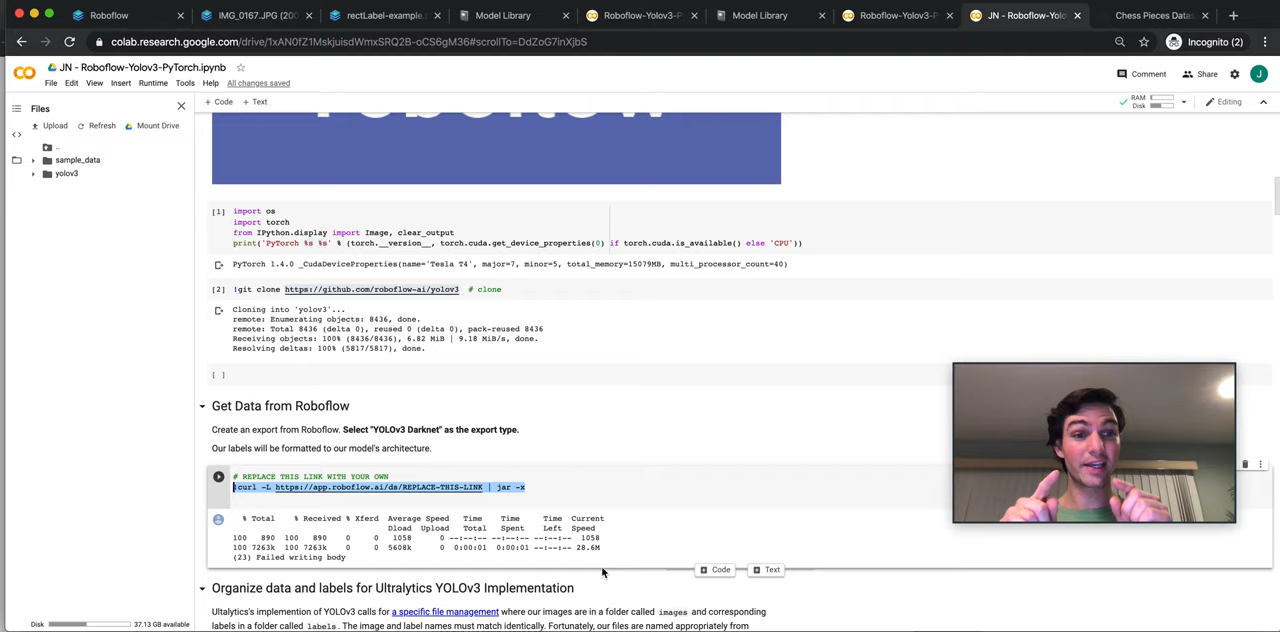 Roboflow
IMG_0167.JPG (200
rectLabel-example.
Model Library
Roboflow-Yolov3-P
Model Library
Roboflow-Yolov3-P
JN - Roboflow-Yolo
Chess Pieces Datas
colab.research.google.com/drive/1xAN0fZ1MskjuisdWmxSRQ2B-oCS6gM36#scrollTo=DdZoG7inXjbS
Incognito (2)
JN - Roboflow-Yolov3-PyTorch.ipynb
File Edit View Insert Runtime Tools Help All changes saved
Comment
Share
J
Files
+ Code + Text
RAM
Disk
Editing
Upload Refresh Mount Drive
..
sample_data
yolov3
roboflow
[1] import os
import torch
from IPython.display import Image, clear_output
print('PyTorch %s %s' % (torch.__version__, torch.cuda.get_device_properties(0) if torch.cuda.is_available() else 'CPU'))
PyTorch 1.4.0 _CudaDeviceProperties(name='Tesla T4', major=7, minor=5, total_memory=15079MB, multi_processor_count=40)
[2] !git clone https://github.com/roboflow-ai/yolov3 # clone
Cloning into 'yolov3'...
remote: Enumerating objects: 8436, done.
remote: Total 8436 (delta 0), reused 0 (delta 0), pack-reused 8436
Receiving objects: 100% (8436/8436), 6.82 MiB | 9.18 MiB/s, done.
Resolving deltas: 100% (5817/5817), done.
[ ]
Get Data from Roboflow
Create an export from Roboflow. Select "YOLOv3 Darknet" as the export type.
Our labels will be formatted to our model's architecture.
# REPLACE THIS LINK WITH YOUR OWN
!curl -L https://app.roboflow.ai/ds/REPLACE-THIS-LINK | jar -x
% Total % Received % Xferd Average Speed Time Time Time Current
Dload Upload Total Spent Left Speed
100 890 100 890 0 0 1058 0 --:--:-- --:--:-- --:--:-- 1058
100 7263k 100 7263k 0 0 5608k 0 0:00:01 0:00:01 --:--:-- 28.6M
(23) Failed writing body
+ Code + Text
Organize data and labels for Ultralytics YOLOv3 Implementation
Ultalytics's implemention of YOLOv3 calls for a specific file management where our images are in a folder called images and corresponding
labels in a folder called labels. The image and label names must match identically. Fortunately, our files are named appropriately from
Disk 37.13 GB available